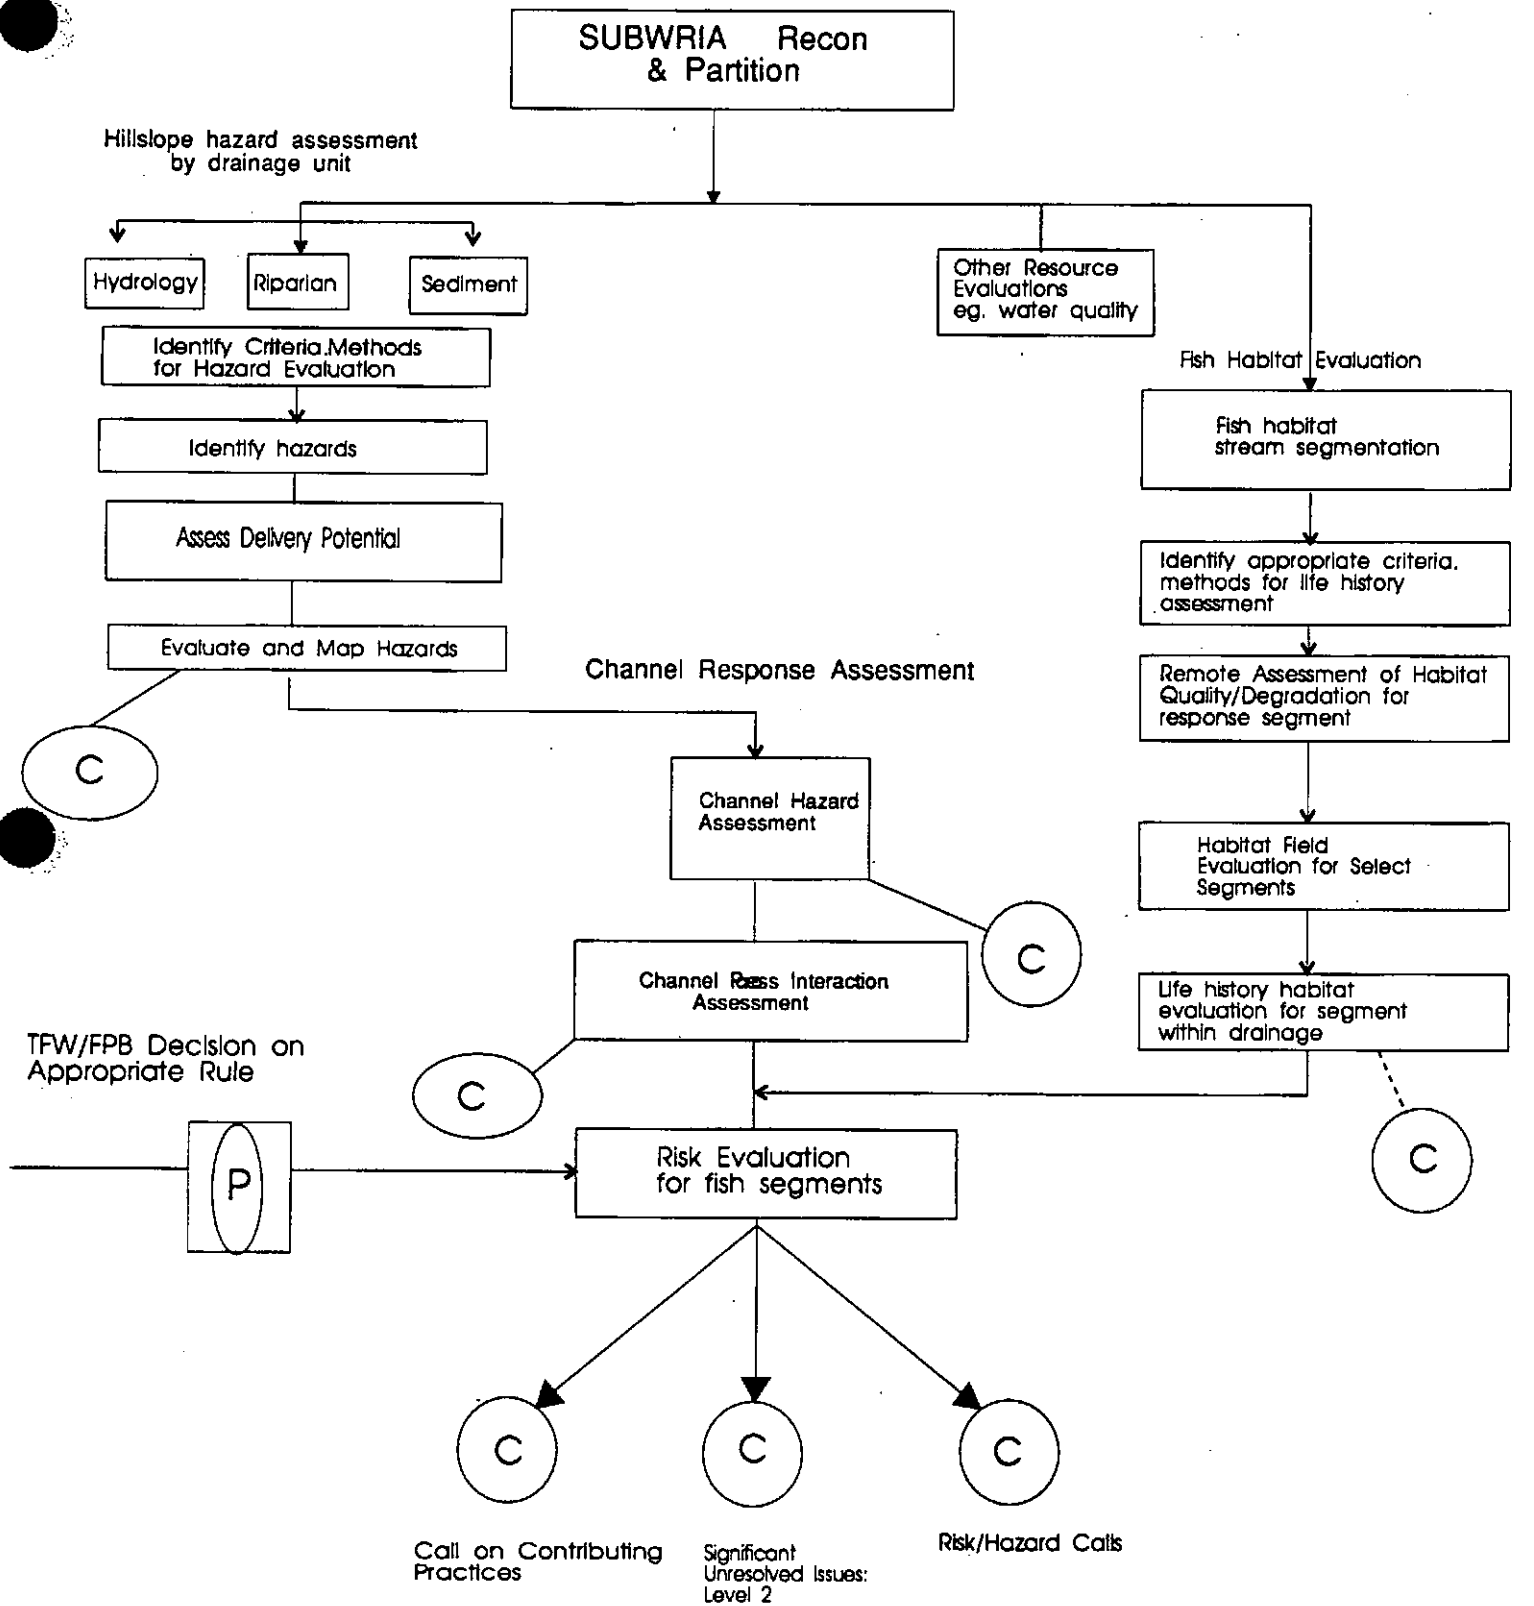 SUBWRIA Recon
& Partition
Hillslope hazard assessment
by drainage unit
Hydrology
Riparian
Sediment
Other Resource
Evaluations
eg. water quality
Identify Criteria.Methods
for Hazard Evaluation
Fish Habitat Evaluation
Identify hazards
Fish habitat
stream segmentation
Assess Delivery Potential
Identify appropriate criteria,
methods for life history
assessment
Evaluate and Map Hazards
Channel Response Assessment
Remote Assessment of Habitat
Quality/Degradation for
response segment
C
Channel Hazard
Assessment
Habitat Field
Evaluation for Select
Segments
C
Channel Interaction
Assessment
Life history habitat
evaluation for segment
within drainage
TFW/FPB Decision on
Appropriate Rule
C
P
Risk Evaluation
for fish segments
C
C
C
C
Call on Contributing
Practices
Significant
Unresolved Issues:
Level 2
Risk/Hazard Calls